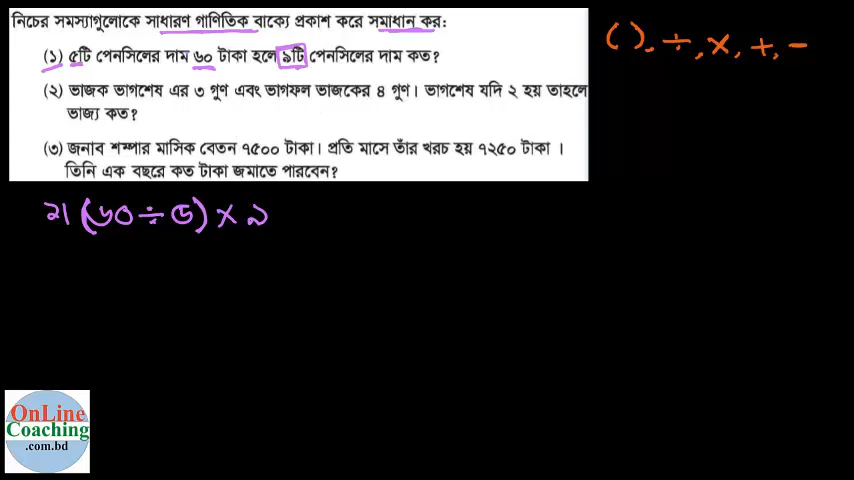 নিচের সমস্যাগুলোকে সাধারণ গাণিতিক বাক্যে প্রকাশ করে সমাধান কর:
(১) ৫টি পেনসিলের দাম ৬০ টাকা হলে ৯টি পেনসিলের দাম কত?
(২) ভাজক ভাগশেষ এর ৩ গুণ এবং ভাগফল ভাজকের ৪ গুণ। ভাগশেষ যদি ২ হয় তাহলে
ভাজ্য কত?
(৩) জনাব শম্পার মাসিক বেতন ৭৫০০ টাকা। প্রতি মাসে তাঁর খরচ হয় ৭২৫০ টাকা ।
তিনি এক বছরে কত টাকা জমাতে পারবেন?
( ). ÷, ×, +, −
(৬০ ÷ ৫) × ৯
OnLine
Coaching
.com.bd